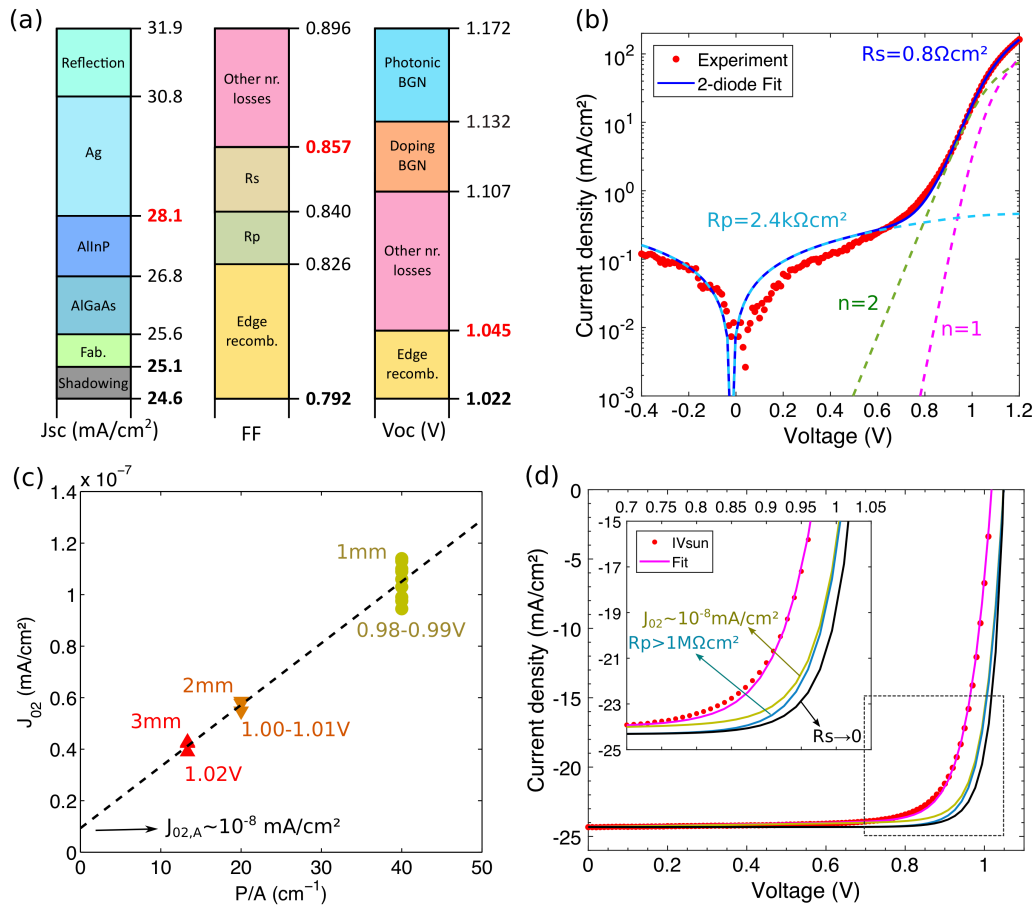 (a)
31.9 0.896 1.172
Reflection
30.8
Ag
28.1
AlInP
26.8
AlGaAs
25.6
Fab.
25.1
Shadowing
24.6
Jsc (mA/cm²)
Other nr.
losses
0.857
Rs
0.840
Rp
0.826
Edge
recomb.
0.792
FF
Photonic
BGN
1.132
Doping
BGN
1.107
Other nr.
losses
1.045
Edge
recomb.
1.022
Voc (V)
(b)
Experiment
2-diode Fit
Rs=0.8Ωcm²
Rp=2.4kΩcm²
n=2
n=1
10²
10¹
10⁰
10⁻¹
10⁻²
10⁻³
Current density (mA/cm²)
-0.4 -0.2 0 0.2 0.4 0.6 0.8 1.0 1.2
Voltage (V)
(c)
x 10⁻⁷
1.4
1.2
1
0.8
0.6
0.4
0.2
0
J₀₂ (mA/cm²)
1mm
0.98-0.99V
2mm
1.00-1.01V
3mm
1.02V
J₀₂,A~10⁻⁸ mA/cm²
0 10 20 30 40 50
P/A (cm⁻¹)
(d)
0
-5
-10
-15
-20
-25
Current density (mA/cm²)
0.7 0.75 0.8 0.85 0.9 0.95 1 1.05
-15
-17
-19
-21
-23
-25
IVsun
Fit
J₀₂~10⁻⁸mA/cm²
Rp>1MΩcm²
Rs→0
0 0.2 0.4 0.6 0.8 1
Voltage (V)